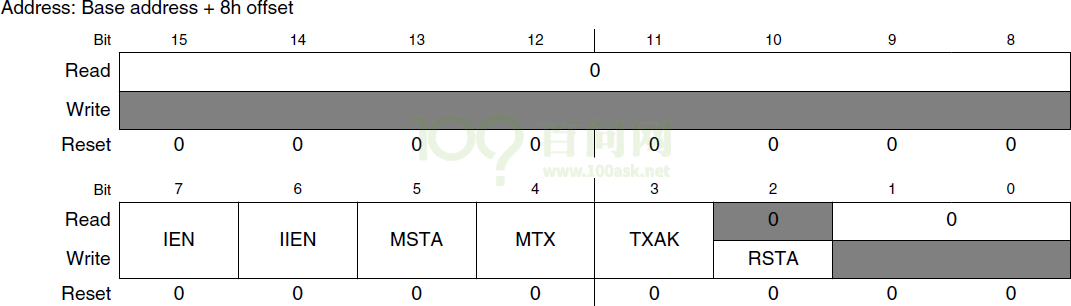 Address: Base address + 8h offset
Bit 15 14 13 12 11 10 9 8
Read 0
Write
Reset 0 0 0 0 0 0 0 0
100? 百问网
www.100ask.net
Bit 7 6 5 4 3 2 1 0
Read 0 0
IEN IIEN MSTA MTX TXAK
Write RSTA
Reset 0 0 0 0 0 0 0 0